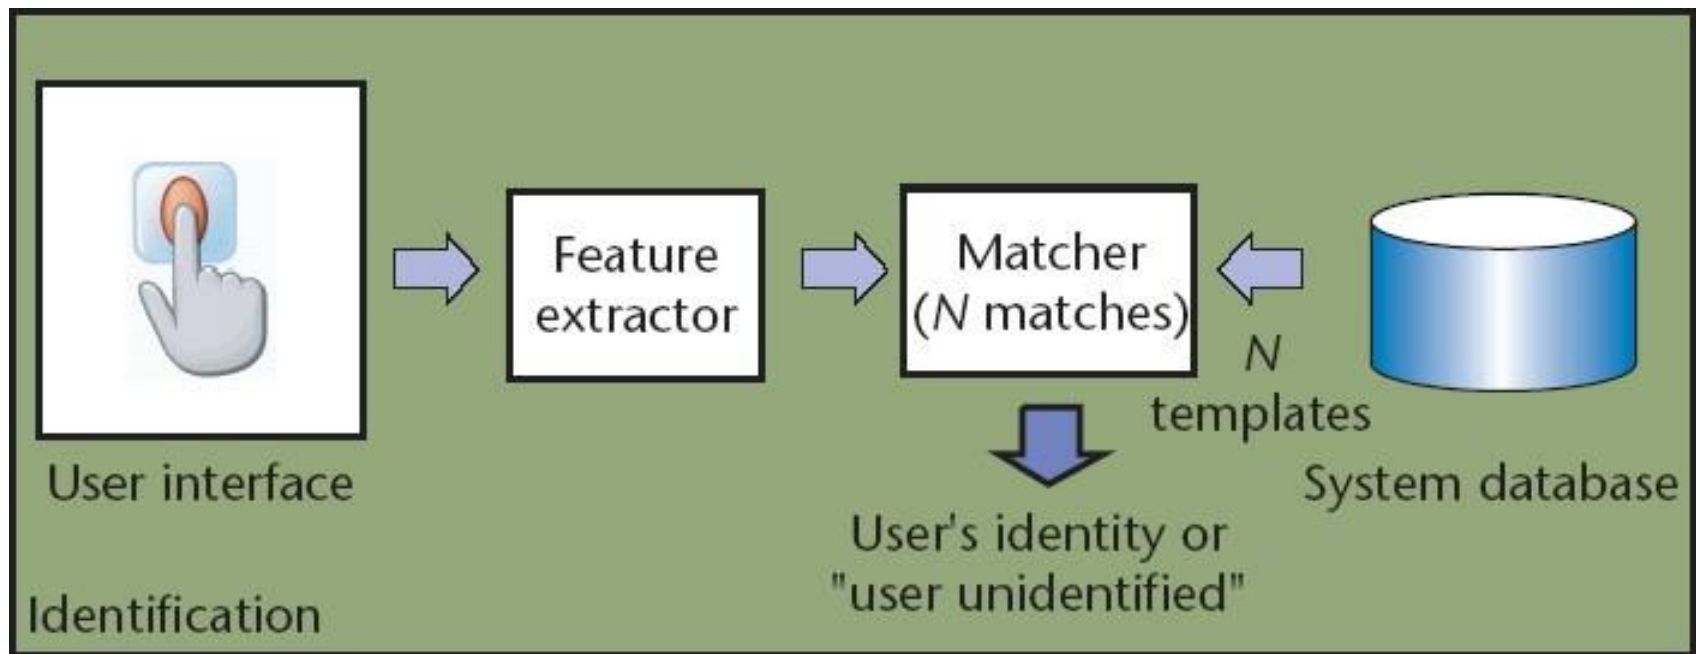 User interface
Feature
extractor
Matcher
(N matches)
N
templates
System database
User's identity or
"user unidentified"
Identification